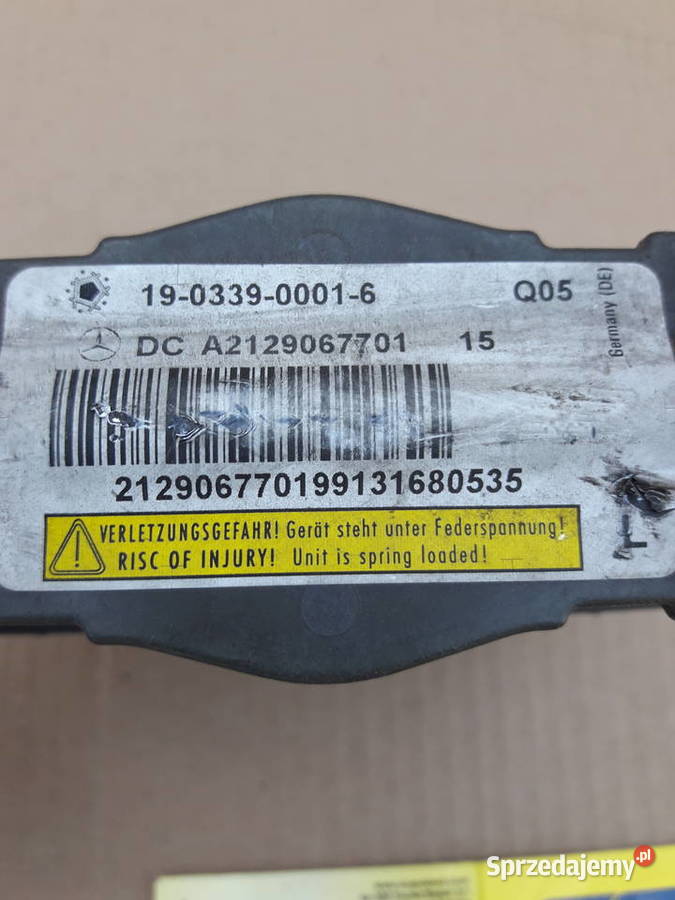 19-0339-0001-6 Q05
DC A2129067701 15
Germany (DE)
212906770199131680535
VERLETZUNGSGEFAHR! Gerät steht unter Federspannung!
RISC OF INJURY! Unit is spring loaded!
L
Sprzedajemy.pl